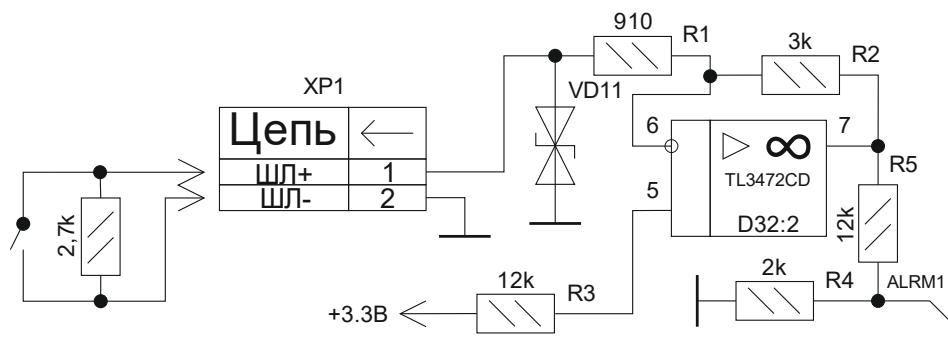 910
R1
3k
R2
XP1
VD11
Цепь
6
7
∞
ШЛ+
1
TL3472CD
R5
ШЛ-
2
5
2,7k
D32:2
12k
12k
R3
2k
R4
ALRM1
+3.3В